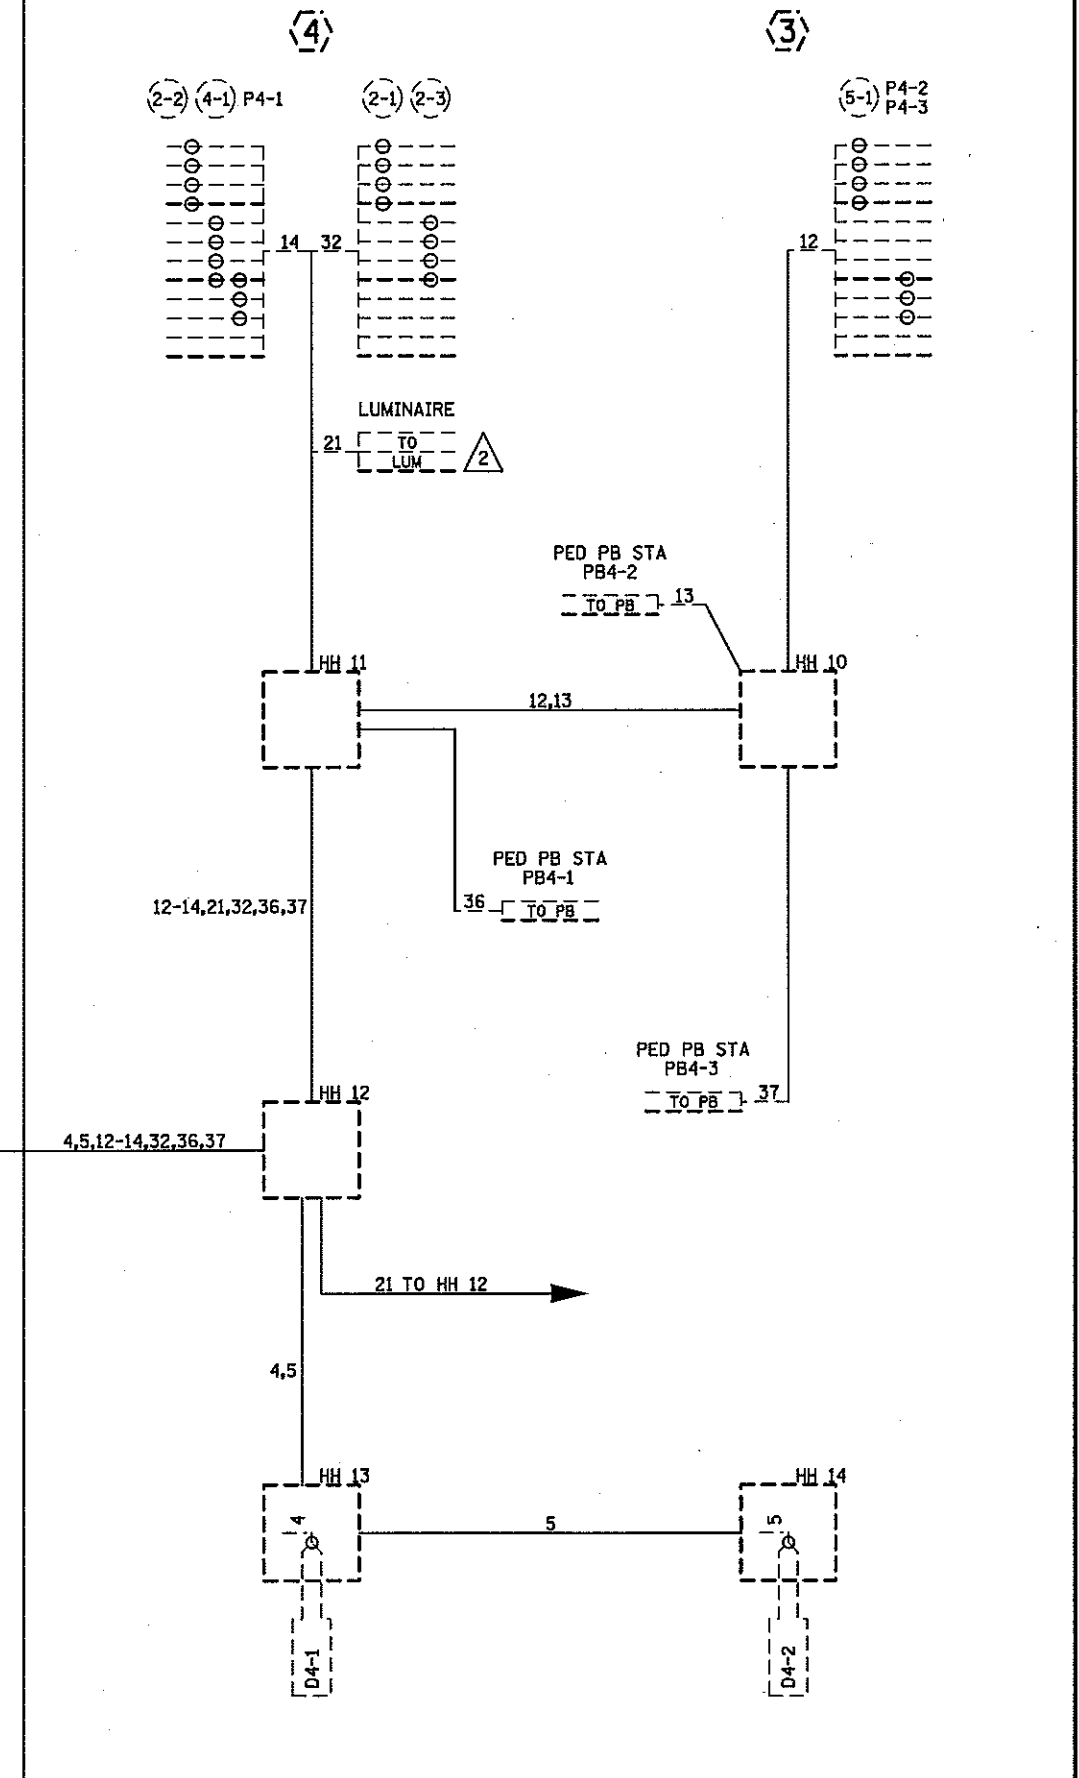 4
3
2-2 4-1 P4-1
2-1 2-3
5-1 P4-2
P4-3
14
32
12
LUMINAIRE
21
TO
LUM
2
PED PB STA
PB4-2
TO PB
13
HH 11
HH 10
12,13
PED PB STA
PB4-1
36
TO PB
12-14,21,32,36,37
PED PB STA
PB4-3
TO PB
37
HH 12
4,5,12-14,32,36,37
21 TO HH 12
4,5
HH 13
HH 14
4
5
5
D4-1
D4-2